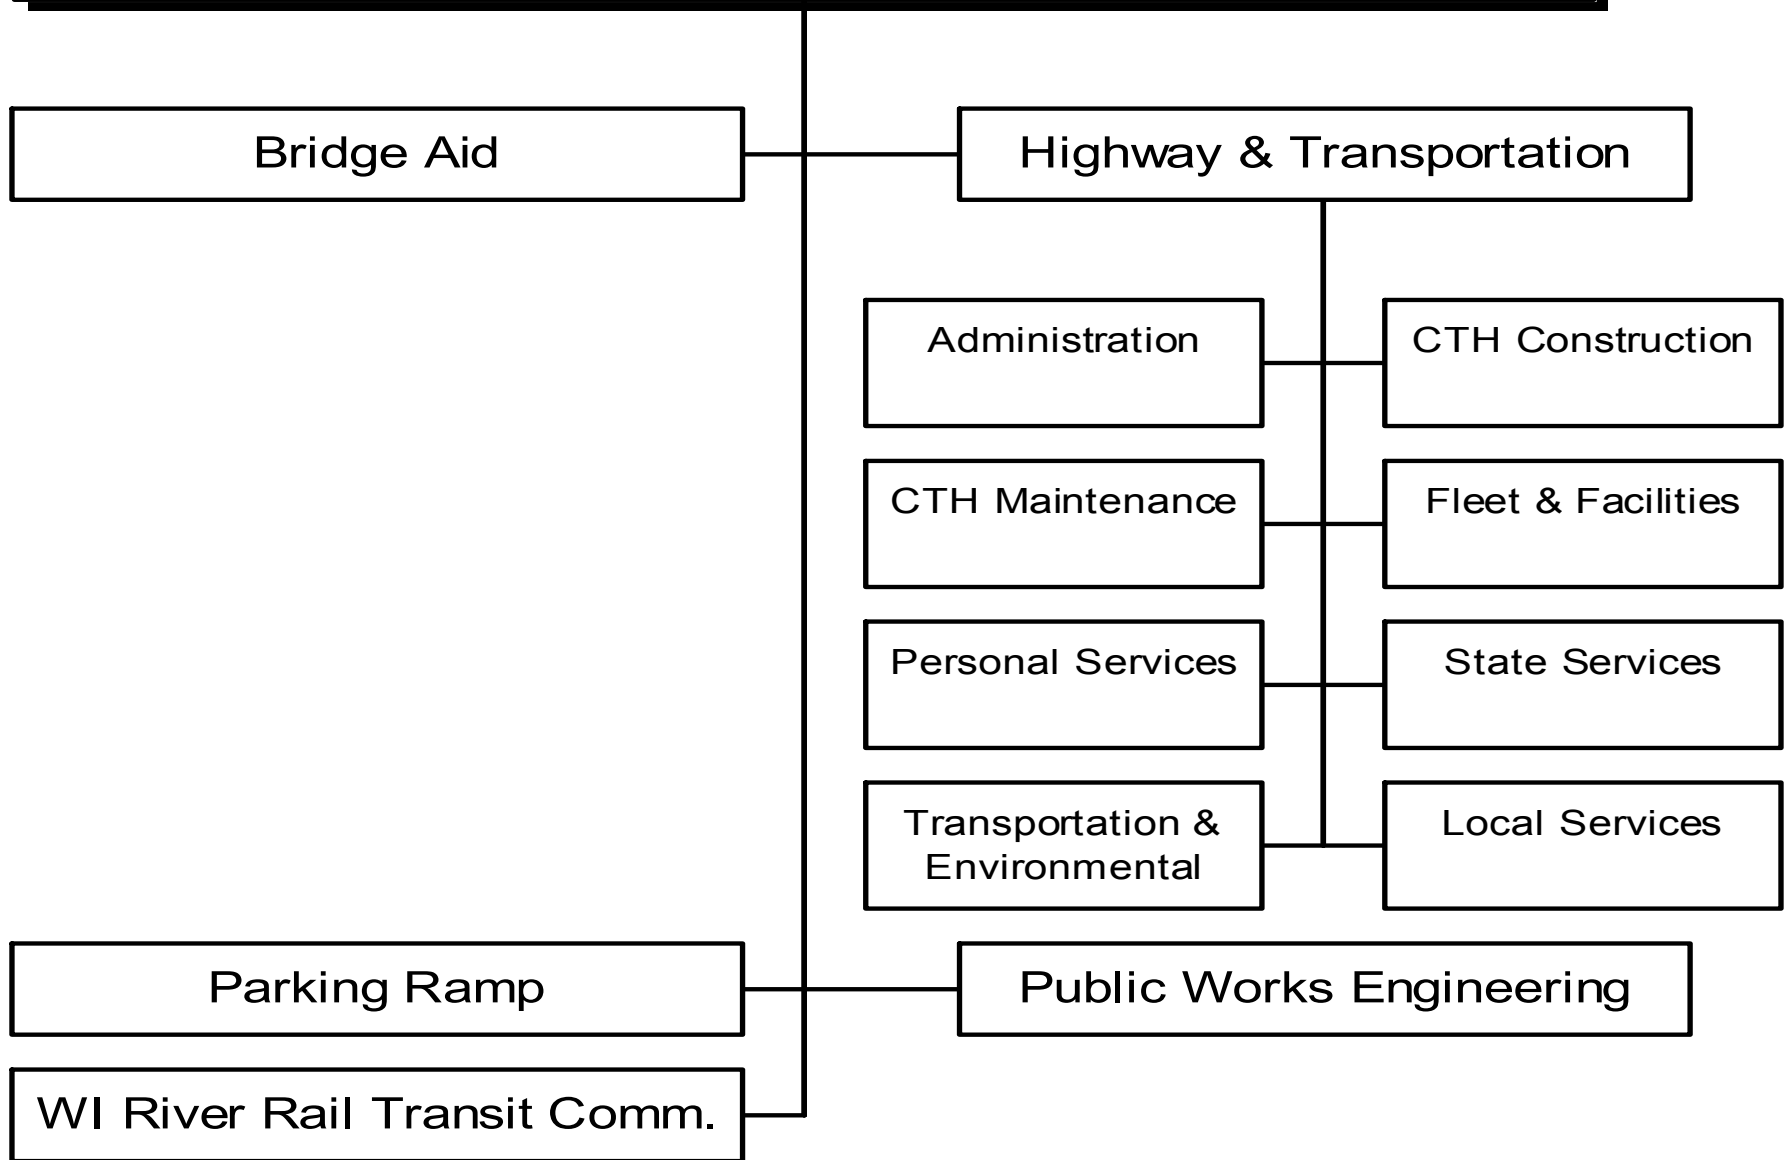 Bridge Aid
Highway & Transportation
Administration
CTH Construction
CTH Maintenance
Fleet & Facilities
Personal Services
State Services
Transportation &
Environmental
Local Services
Parking Ramp
Public Works Engineering
WI River Rail Transit Comm.